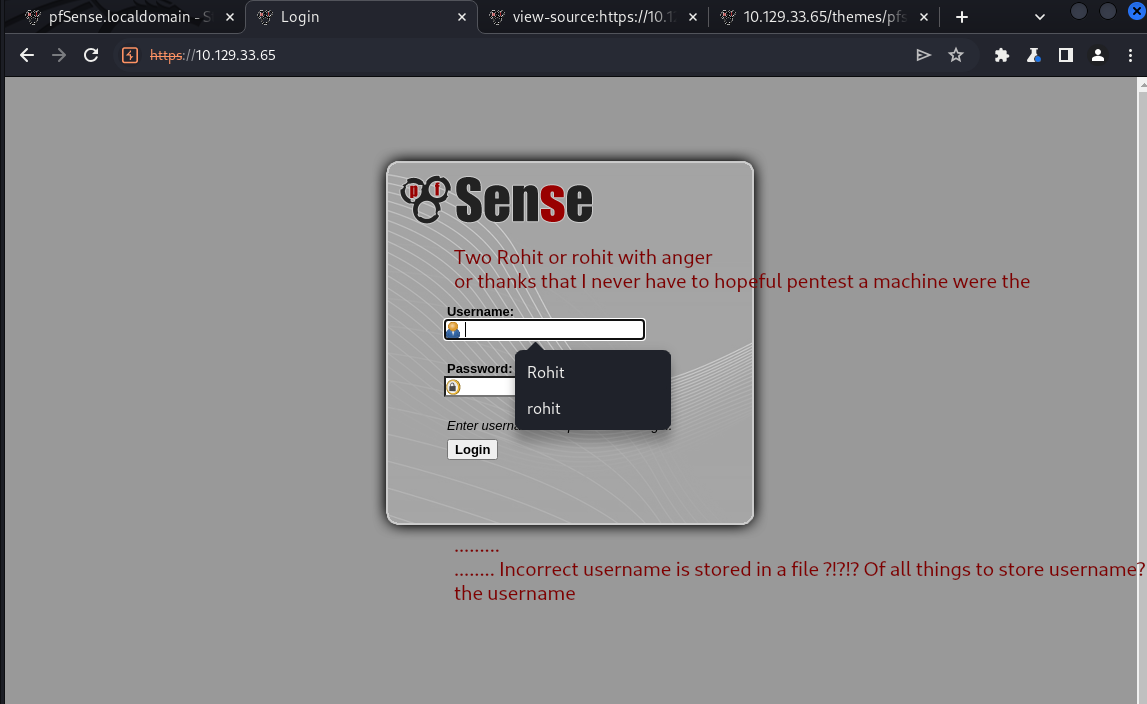 pfSense.localdomain - S
Login
view-source:https://10.12
10.129.33.65/themes/pfs
https://10.129.33.65
pf Sense
Two Rohit or rohit with anger
or thanks that I never have to hopeful pentest a machine were the
Username:
Password:
Rohit
rohit
Enter userna
Login
.........
........ Incorrect username is stored in a file ?!?!? Of all things to store username?
the username